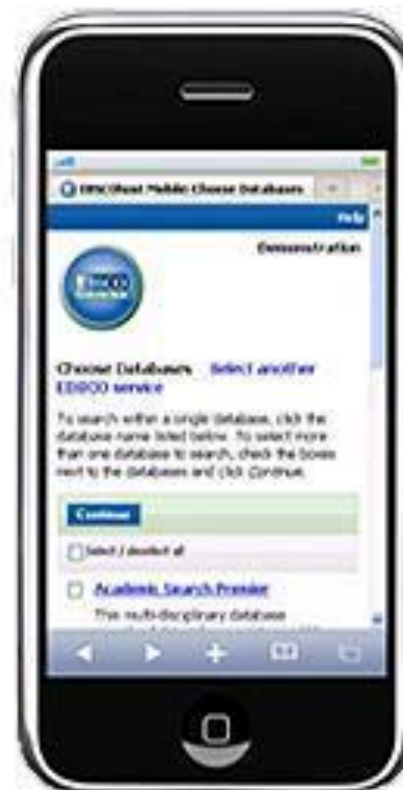 EBSCOhost Mobile: Choose Databases
Help
Demonstration
EBSCO
Choose Databases Select another
EBSCO service
To search within a single database, click the
database name listed below. To select more
than one database to search, check the boxes
next to the databases and click Continue.
Continue
Select / deselect all
Academic Search Premier
This multi-disciplinary database